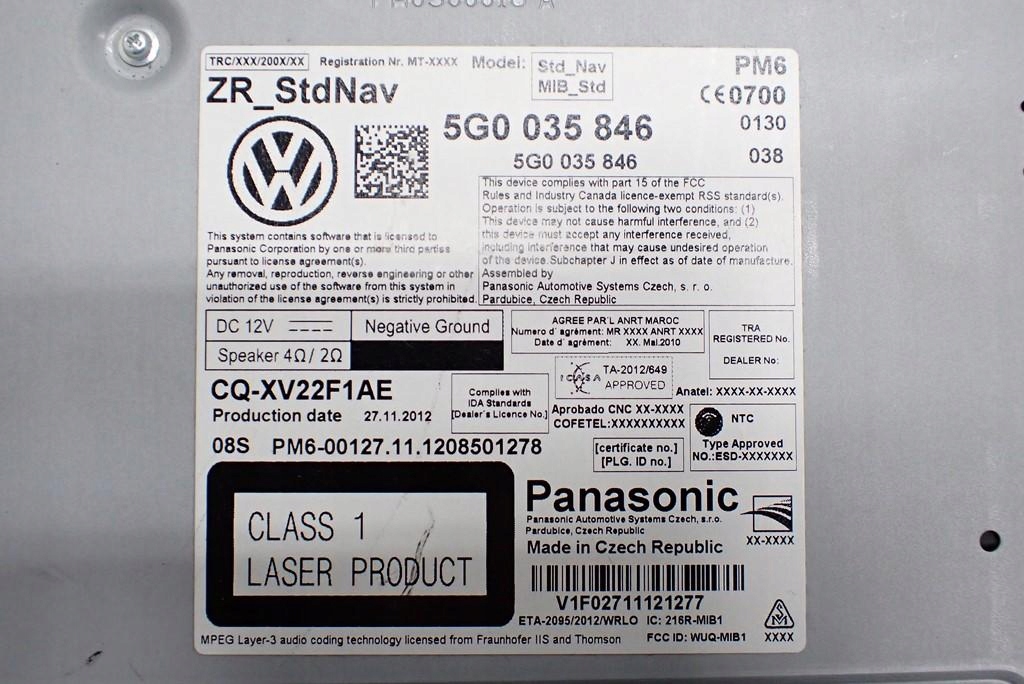 TRC/XXX/200X/XX Registration Nr. MT-XXXX Model: Std_Nav MIB_Std PM6
ZR_StdNav
CE0700
5G0 035 846
0130
5G0 035 846
038
This device complies with part 15 of the FCC
Rules and Industry Canada licence-exempt RSS standard(s).
Operation is subject to the following two conditions: (1)
This device may not cause harmful interference, and (2)
this device must accept any interference received,
including interference that may cause undesired operation
of the device.Subchapter J in effect as of date of manufacture.
Assembled by
Panasonic Automotive Systems Czech, s. r. o.
Pardubice, Czech Republic
This system contains software that is licensed to
Panasonic Corporation by one or more third parties
pursuant to license agreement(s).
Any removal, reproduction, reverse engineering or other
unauthorized use of the software from this system in
violation of the license agreement(s) is strictly prohibited.
DC 12V
Negative Ground
Speaker 4Ω/2Ω
AGREE PAR'L ANRT MAROC
Numero d' agrément: MR XXXX ANRT XXXX
Date d' agrément: XX. Mai.2010
TRA
REGISTERED No.
DEALER No:
ICASA
TA-2012/649
APPROVED
Anatel: XXXX-XX-XXXX
CQ-XV22F1AE
Production date 27.11.2012
Complies with
IDA Standards
[Dealer's Licence No.]
Aprobado CNC XX-XXXX
COFETEL:XXXXXXXXXX
NTC
Type Approved
NO.:ESD-XXXXXXX
08S PM6-00127.11.1208501278
[certificate no.]
[PLG. ID no.]
CLASS 1
LASER PRODUCT
Panasonic
Panasonic Automotive Systems Czech, s.r.o.
Pardubice, Czech Republic
Made in Czech Republic
XX-XXXX
V1F02711121277
ETA-2095/2012/WRLO IC: 216R-MIB1
FCC ID: WUQ-MIB1
XXXX
MPEG Layer-3 audio coding technology licensed from Fraunhofer IIS and Thomson